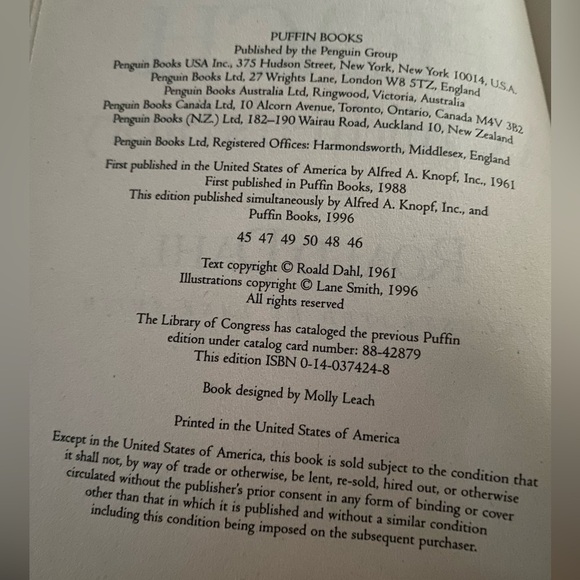 PUFFIN BOOKS
Published by the Penguin Group
Penguin Books USA Inc., 375 Hudson Street, New York, New York 10014, U.S.A.
Penguin Books Ltd, 27 Wrights Lane, London W8 5TZ, England
Penguin Books Australia Ltd, Ringwood, Victoria, Australia
Penguin Books Canada Ltd, 10 Alcorn Avenue, Toronto, Ontario, Canada M4V 3B2
Penguin Books (N.Z.) Ltd, 182–190 Wairau Road, Auckland 10, New Zealand
Penguin Books Ltd, Registered Offices: Harmondsworth, Middlesex, England
First published in the United States of America by Alfred A. Knopf, Inc., 1961
First published in Puffin Books, 1988
This edition published simultaneously by Alfred A. Knopf, Inc., and
Puffin Books, 1996
45 47 49 50 48 46
Text copyright © Roald Dahl, 1961
Illustrations copyright © Lane Smith, 1996
All rights reserved
The Library of Congress has cataloged the previous Puffin
edition under catalog card number: 88-42879
This edition ISBN 0-14-037424-8
Book designed by Molly Leach
Printed in the United States of America
Except in the United States of America, this book is sold subject to the condition that
it shall not, by way of trade or otherwise, be lent, re-sold, hired out, or otherwise
circulated without the publisher's prior consent in any form of binding or cover
other than that in which it is published and without a similar condition
including this condition being imposed on the subsequent purchaser.